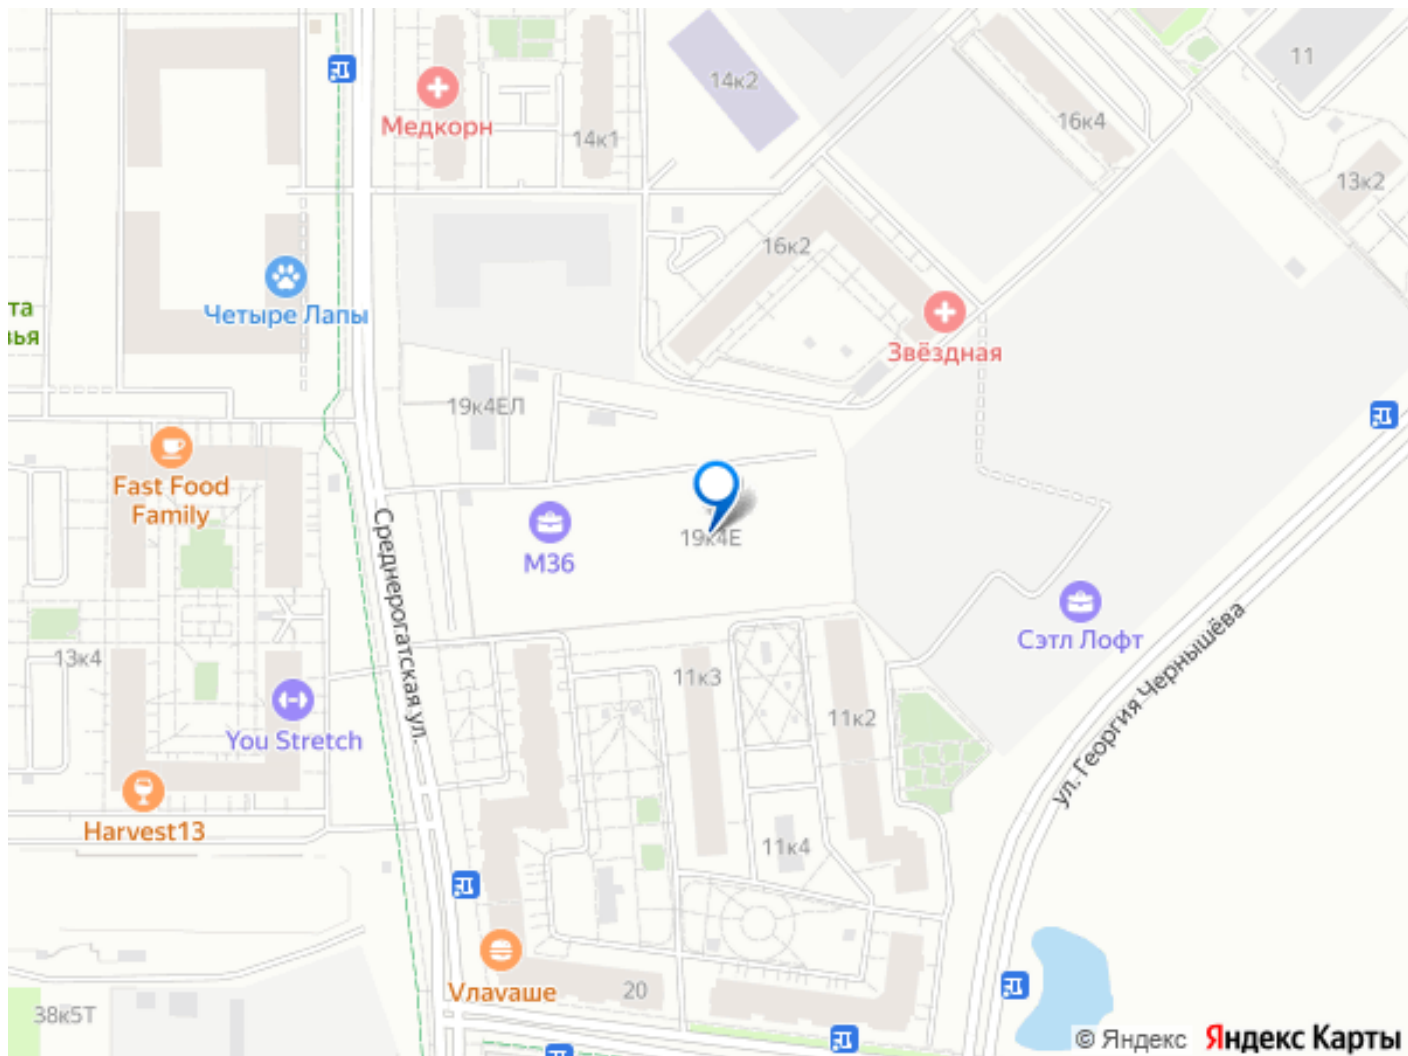 14к2
11
Медкорн
14к1
16к4
13к2
16к2
Четыре Лапы
та
вья
Звёздная
19к4ЕЛ
Fast Food
Family
М36
19к4Е
Среднерогатская ул.
Сэтл Лофт
ул. Георгия Чернышёва
13к4
11к3
11к2
You Stretch
Harvest13
11к4
Vлаvаше
20
38к5Т
© Яндекс
Яндекс Карты